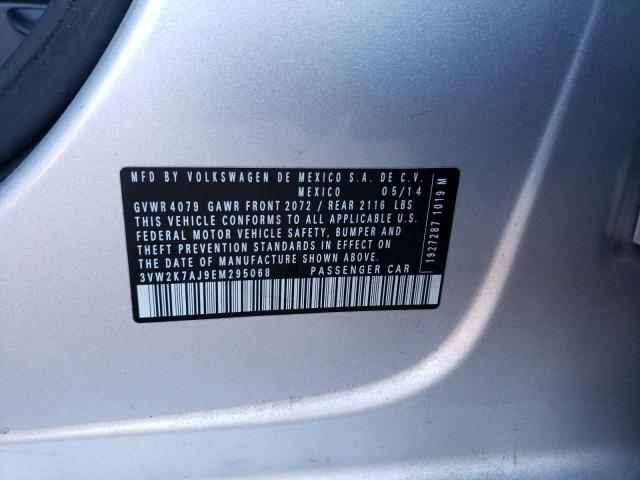 MFD BY VOLKSWAGEN DE MEXICO S.A. DE C.V.
MEXICO 05/14
GVWR 4079 GAWR FRONT 2072 / REAR 2116 LBS
THIS VEHICLE CONFORMS TO ALL APPLICABLE U.S.
FEDERAL MOTOR VEHICLE SAFETY, BUMPER AND
THEFT PREVENTION STANDARDS IN EFFECT ON
THE DATE OF MANUFACTURE SHOWN ABOVE.
3VW2K7AJ9EM295068 PASSENGER CAR
1927287 1019 M